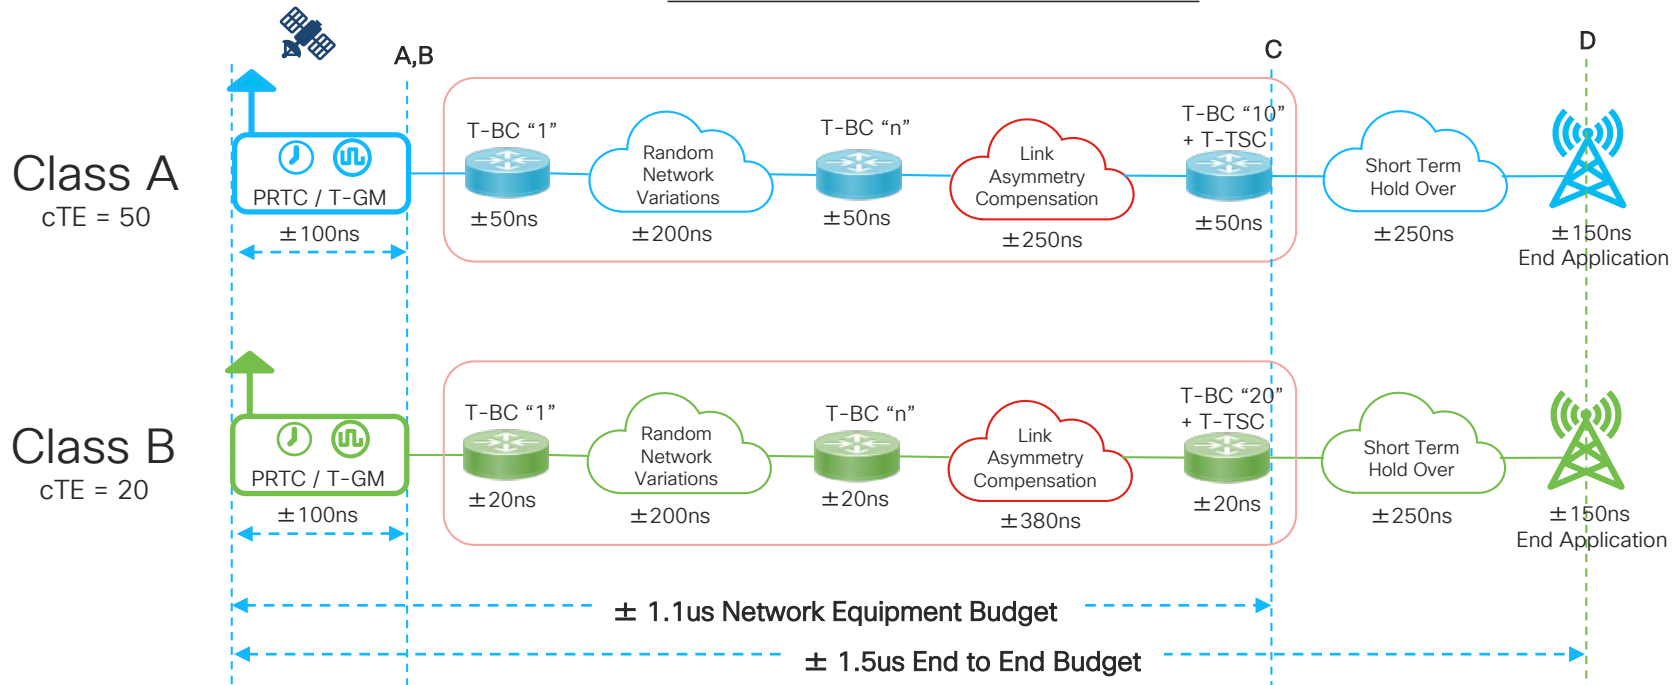 A,B
C
D
Class A
cTE = 50
PRTC / T-GM
±100ns
T-BC “1”
±50ns
Random
Network
Variations
±200ns
T-BC “n”
±50ns
Link
Asymmetry
Compensation
±250ns
T-BC “10”
+ T-TSC
±50ns
Short Term
Hold Over
±250ns
±150ns
End Application
Class B
cTE = 20
PRTC / T-GM
±100ns
T-BC “1”
±20ns
Random
Network
Variations
±200ns
T-BC “n”
±20ns
Link
Asymmetry
Compensation
±380ns
T-BC “20”
+ T-TSC
±20ns
Short Term
Hold Over
±250ns
±150ns
End Application
± 1.1us Network Equipment Budget
± 1.5us End to End Budget